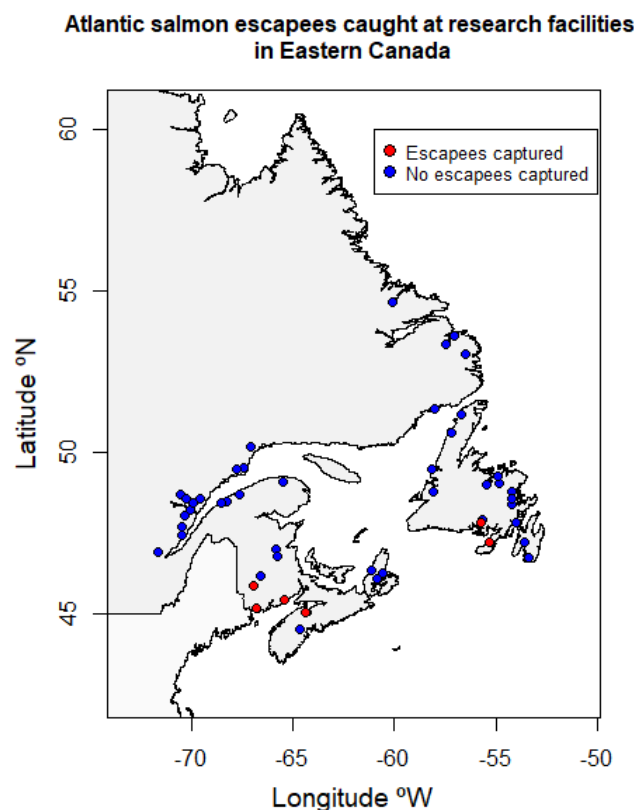 Atlantic salmon escapees caught at research facilities
in Eastern Canada
Escapees captured
No escapees captured
60
55
50
45
Latitude ºN
-70 -65 -60 -55 -50
Longitude ºW